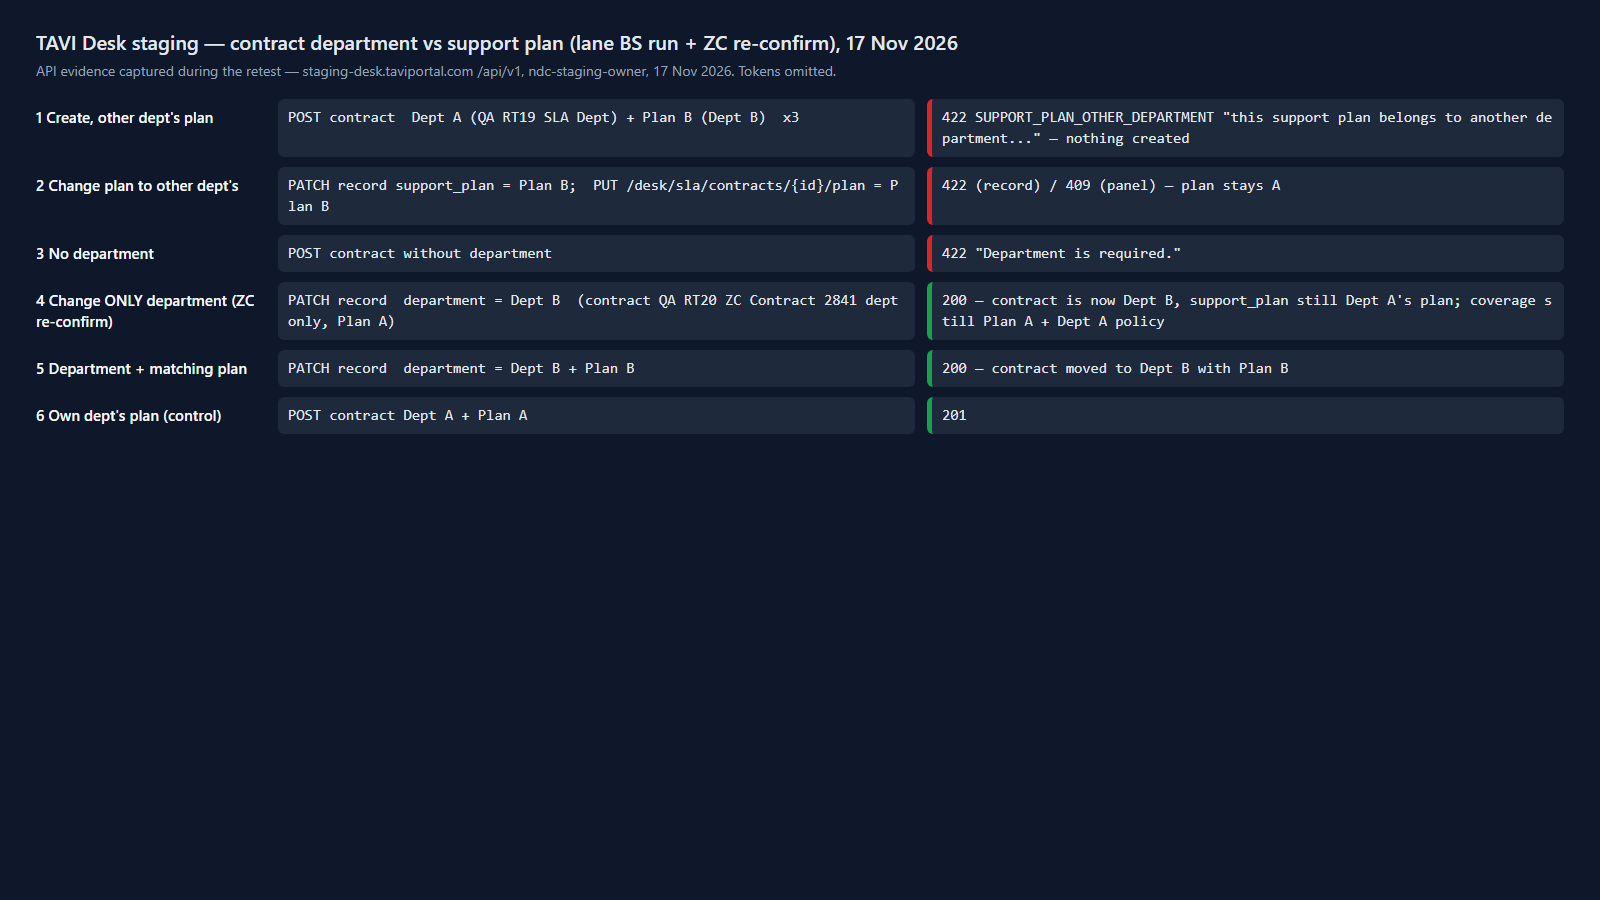 TAVI Desk staging — contract department vs support plan (lane BS run + ZC re-confirm), 17 Nov 2026
API evidence captured during the retest — staging-desk.taviportal.com /api/v1, ndc-staging-owner, 17 Nov 2026. Tokens omitted.
1 Create, other dept's plan
POST contract  Dept A (QA RT19 SLA Dept) + Plan B (Dept B)  x3
422 SUPPORT_PLAN_OTHER_DEPARTMENT "this support plan belongs to another de
partment..." — nothing created
2 Change plan to other dept's
PATCH record support_plan = Plan B;  PUT /desk/sla/contracts/{id}/plan = P
lan B
422 (record) / 409 (panel) — plan stays A
3 No department
POST contract without department
422 "Department is required."
4 Change ONLY department (ZC
re-confirm)
PATCH record  department = Dept B  (contract QA RT20 ZC Contract 2841 dept
only, Plan A)
200 — contract is now Dept B, support_plan still Dept A's plan; coverage s
till Plan A + Dept A policy
5 Department + matching plan
PATCH record  department = Dept B + Plan B
200 — contract moved to Dept B with Plan B
6 Own dept's plan (control)
POST contract Dept A + Plan A
201